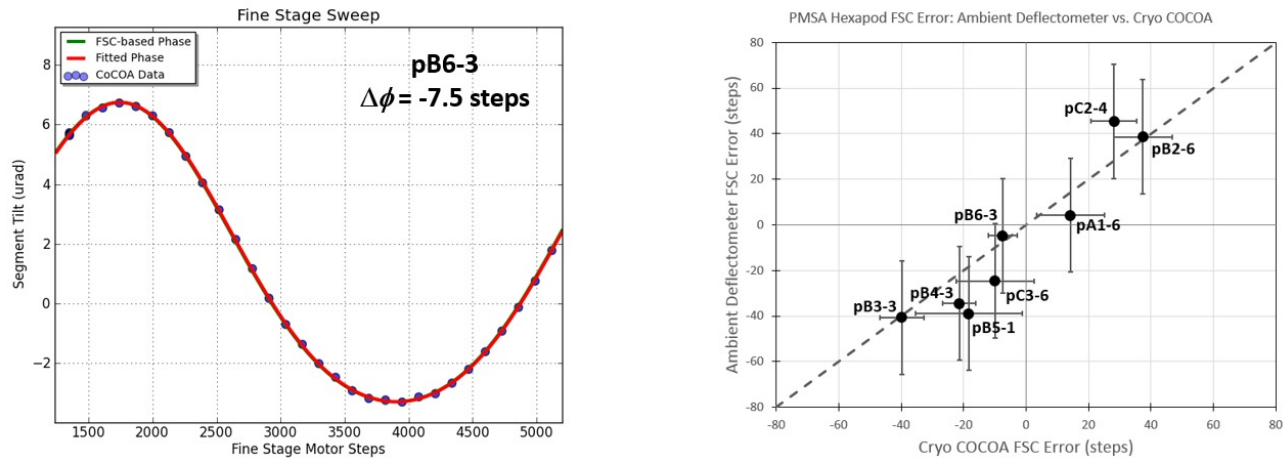 Fine Stage Sweep
FSC-based Phase
Fitted Phase
CoCOA Data
pB6-3
Δϕ = -7.5 steps
Segment Tilt (urad)
8
6
4
2
0
−2
1500 2000 2500 3000 3500 4000 4500 5000
Fine Stage Motor Steps
PMSA Hexapod FSC Error: Ambient Deflectometer vs. Cryo COCOA
Ambient Deflectometer FSC Error (steps)
80
60
40
20
0
-20
-40
-60
-80
pC2-4
pB2-6
pB6-3
pA1-6
pC3-6
pB4-3
pB3-3
pB5-1
-80 -60 -40 -20 0 20 40 60 80
Cryo COCOA FSC Error (steps)